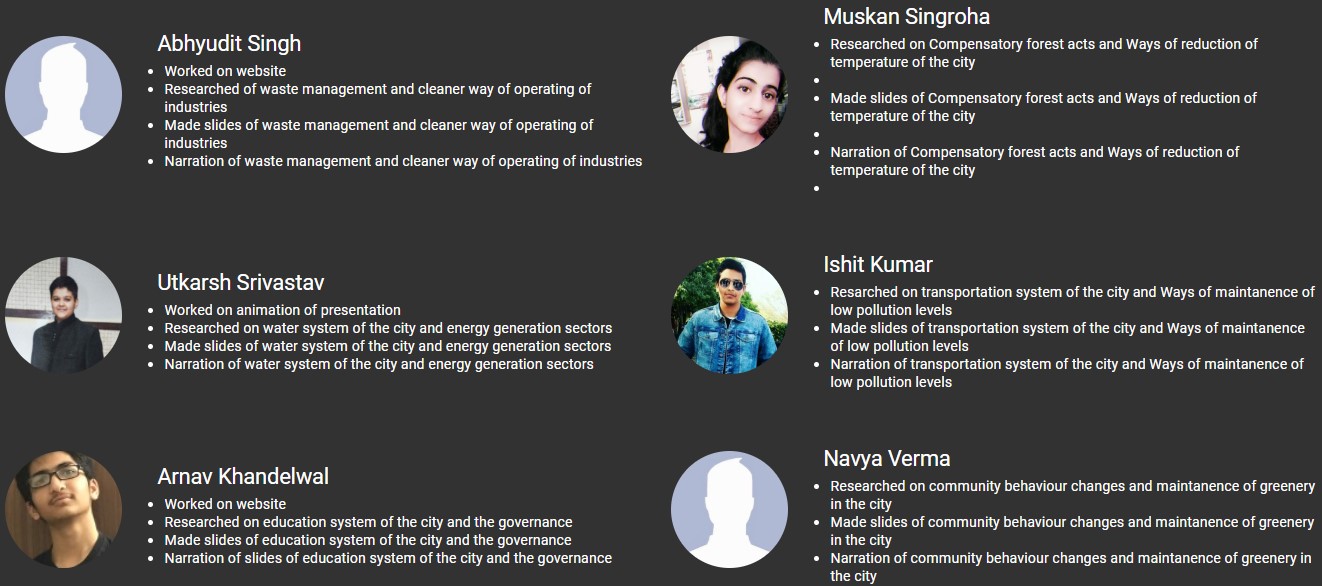 Abhyudit Singh
Worked on website
Researched of waste management and cleaner way of operating of
industries
Made slides of waste management and cleaner way of operating of
industries
Narration of waste management and cleaner way of operating of industries
Muskan Singroha
Researched on Compensatory forest acts and Ways of reduction of
temperature of the city
Made slides of Compensatory forest acts and Ways of reduction of
temperature of the city
Narration of Compensatory forest acts and Ways of reduction of
temperature of the city
Utkarsh Srivastav
Worked on animation of presentation
Researched on water system of the city and energy generation sectors
Made slides of water system of the city and energy generation sectors
Narration of water system of the city and energy generation sectors
Ishit Kumar
Resarched on transportation system of the city and Ways of maintanence of
low pollution levels
Made slides of transportation system of the city and Ways of maintanence
of low pollution levels
Narration of transportation system of the city and Ways of maintanence of
low pollution levels
Arnav Khandelwal
Worked on website
Researched on education system of the city and the governance
Made slides of education system of the city and the governance
Narration of slides of education system of the city and the governance
Navya Verma
Researched on community behaviour changes and maintanence of greenery
in the city
Made slides of community behaviour changes and maintanence of greenery
in the city
Narration of community behaviour changes and maintanence of greenery in
the city